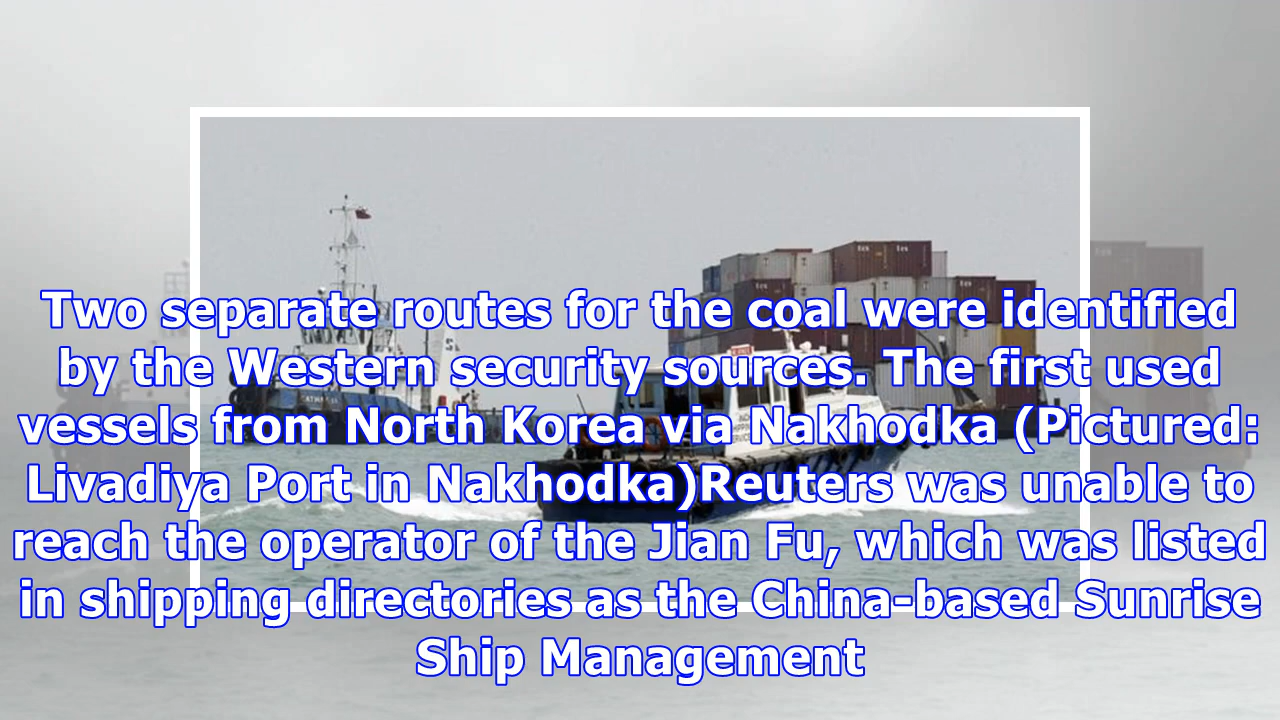 Two separate routes for the coal were identified
by the Western security sources. The first used
vessels from North Korea via Nakhodka (Pictured:
Livadiya Port in Nakhodka)Reuters was unable to
reach the operator of the Jian Fu, which was listed
in shipping directories as the China-based Sunrise
Ship Management